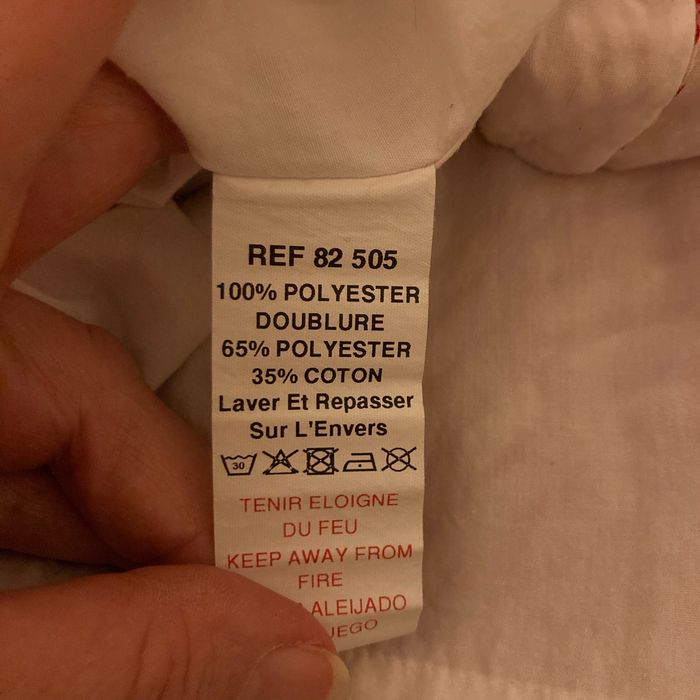 REF 82 505
100% POLYESTER
DOUBLURE
65% POLYESTER
35% COTON
Laver Et Repasser
Sur L'Envers
30
TENIR ELOIGNE
DU FEU
KEEP AWAY FROM
FIRE
ALEIJADO